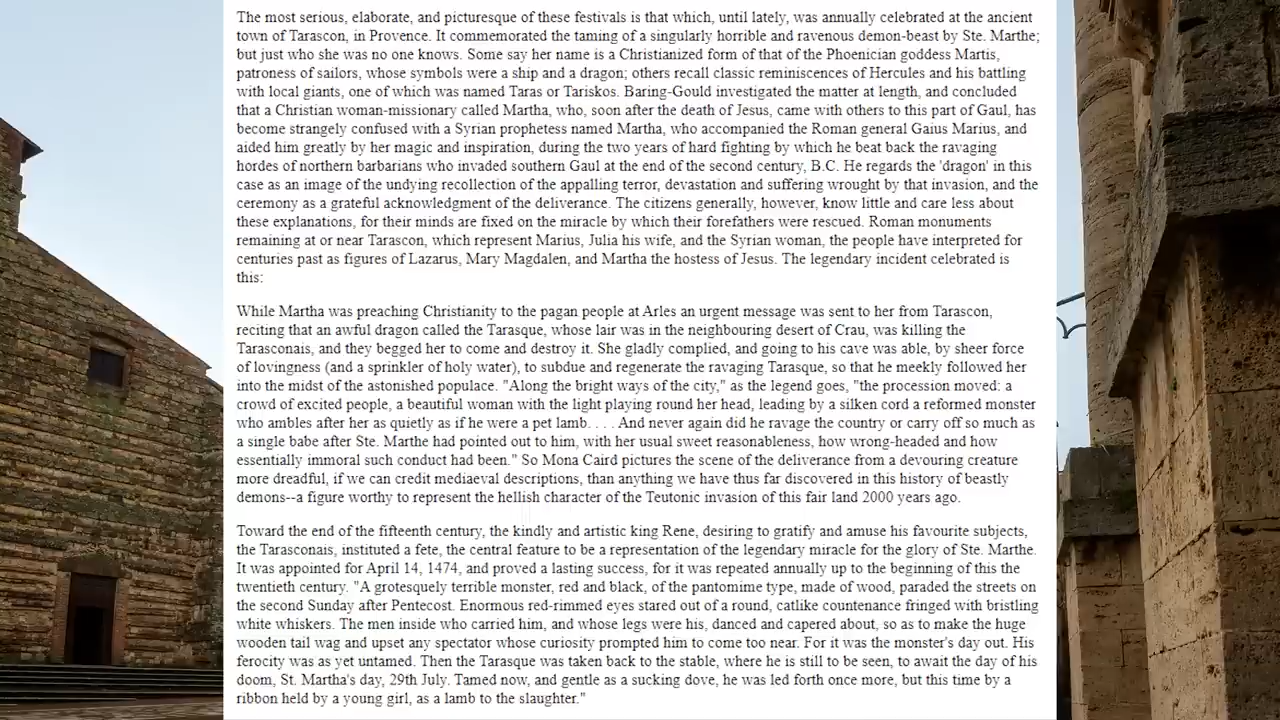 The most serious, elaborate, and picturesque of these festivals is that which, until lately, was annually celebrated at the ancient
town of Tarascon, in Provence. It commemorated the taming of a singularly horrible and ravenous demon-beast by Ste. Marthe;
but just who she was no one knows. Some say her name is a Christianized form of that of the Phoenician goddess Martis,
patroness of sailors, whose symbols were a ship and a dragon; others recall classic reminiscences of Hercules and his battling
with local giants, one of which was named Taras or Tariskos. Baring-Gould investigated the matter at length, and concluded
that a Christian woman-missionary called Martha, who, soon after the death of Jesus, came with others to this part of Gaul, has
become strangely confused with a Syrian prophetess named Martha, who accompanied the Roman general Gaius Marius, and
aided him greatly by her magic and inspiration, during the two years of hard fighting by which he beat back the ravaging
hordes of northern barbarians who invaded southern Gaul at the end of the second century, B.C. He regards the 'dragon' in this
case as an image of the undying recollection of the appalling terror, devastation and suffering wrought by that invasion, and the
ceremony as a grateful acknowledgment of the deliverance. The citizens generally, however, know little and care less about
these explanations, for their minds are fixed on the miracle by which their forefathers were rescued. Roman monuments
remaining at or near Tarascon, which represent Marius, Julia his wife, and the Syrian woman, the people have interpreted for
centuries past as figures of Lazarus, Mary Magdalen, and Martha the hostess of Jesus. The legendary incident celebrated is
this:
While Martha was preaching Christianity to the pagan people at Arles an urgent message was sent to her from Tarascon,
reciting that an awful dragon called the Tarasque, whose lair was in the neighbouring desert of Crau, was killing the
Tarasconais, and they begged her to come and destroy it. She gladly complied, and going to his cave was able, by sheer force
of lovingness (and a sprinkler of holy water), to subdue and regenerate the ravaging Tarasque, so that he meekly followed her
into the midst of the astonished populace. "Along the bright ways of the city," as the legend goes, "the procession moved: a
crowd of excited people, a beautiful woman with the light playing round her head, leading by a silken cord a reformed monster
who ambles after her as quietly as if he were a pet lamb. . . . And never again did he ravage the country or carry off so much as
a single babe after Ste. Marthe had pointed out to him, with her usual sweet reasonableness, how wrong-headed and how
essentially immoral such conduct had been." So Mona Caird pictures the scene of the deliverance from a devouring creature
more dreadful, if we can credit mediaeval descriptions, than anything we have thus far discovered in this history of beastly
demons--a figure worthy to represent the hellish character of the Teutonic invasion of this fair land 2000 years ago.
Toward the end of the fifteenth century, the kindly and artistic king Rene, desiring to gratify and amuse his favourite subjects,
the Tarasconais, instituted a fete, the central feature to be a representation of the legendary miracle for the glory of Ste. Marthe.
It was appointed for April 14, 1474, and proved a lasting success, for it was repeated annually up to the beginning of this the
twentieth century. "A grotesquely terrible monster, red and black, of the pantomime type, made of wood, paraded the streets on
the second Sunday after Pentecost. Enormous red-rimmed eyes stared out of a round, catlike countenance fringed with bristling
white whiskers. The men inside who carried him, and whose legs were his, danced and capered about, so as to make the huge
wooden tail wag and upset any spectator whose curiosity prompted him to come too near. For it was the monster's day out. His
ferocity was as yet untamed. Then the Tarasque was taken back to the stable, where he is still to be seen, to await the day of his
doom, St. Martha's day, 29th July. Tamed now, and gentle as a sucking dove, he was led forth once more, but this time by a
ribbon held by a young girl, as a lamb to the slaughter."